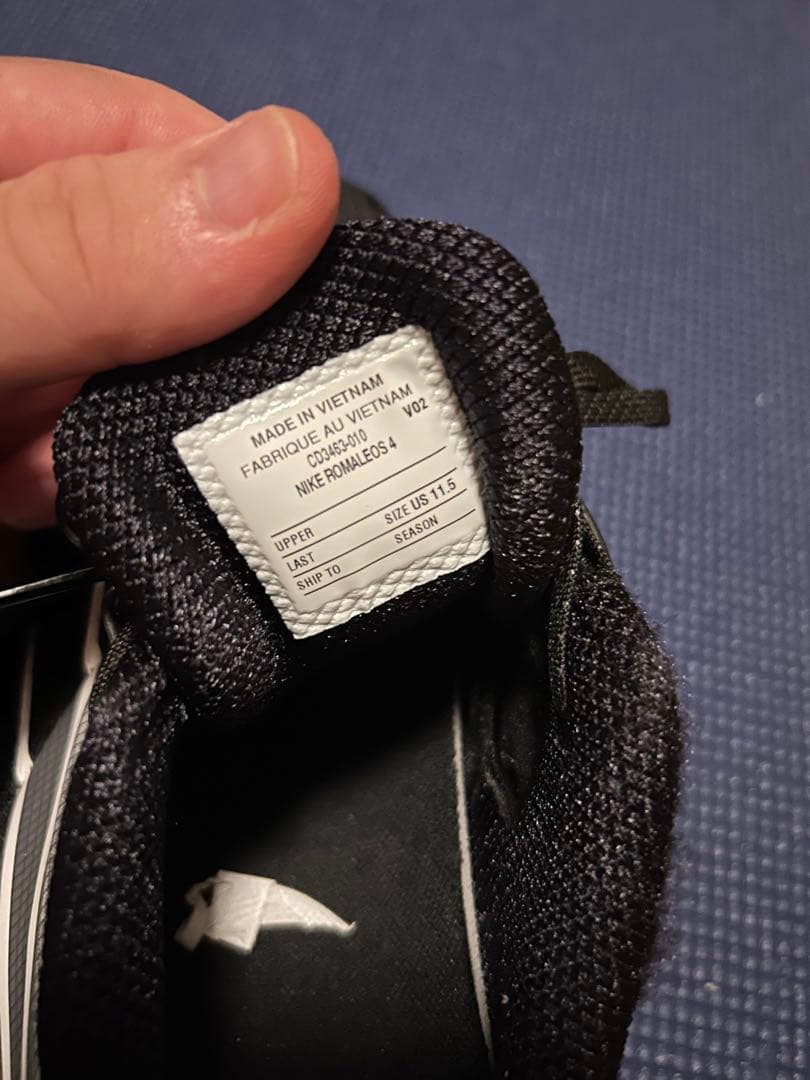 MADE IN VIETNAM
FABRIQUE AU VIETNAM
CD3463-010 V02
NIKE ROMALEOS 4
UPPER SIZE US 11.5
LAST SEASON
SHIP TO